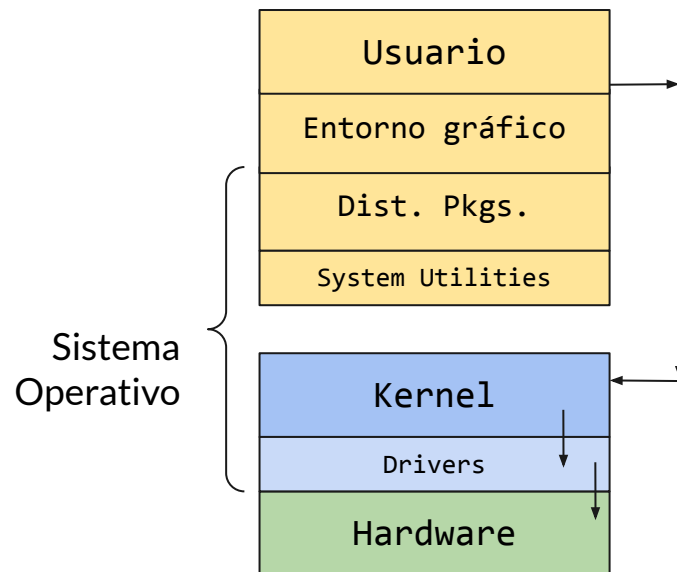 Usuario
Entorno gráfico
Dist. Pkgs.
System Utilities
Sistema
Operativo
Kernel
Drivers
Hardware